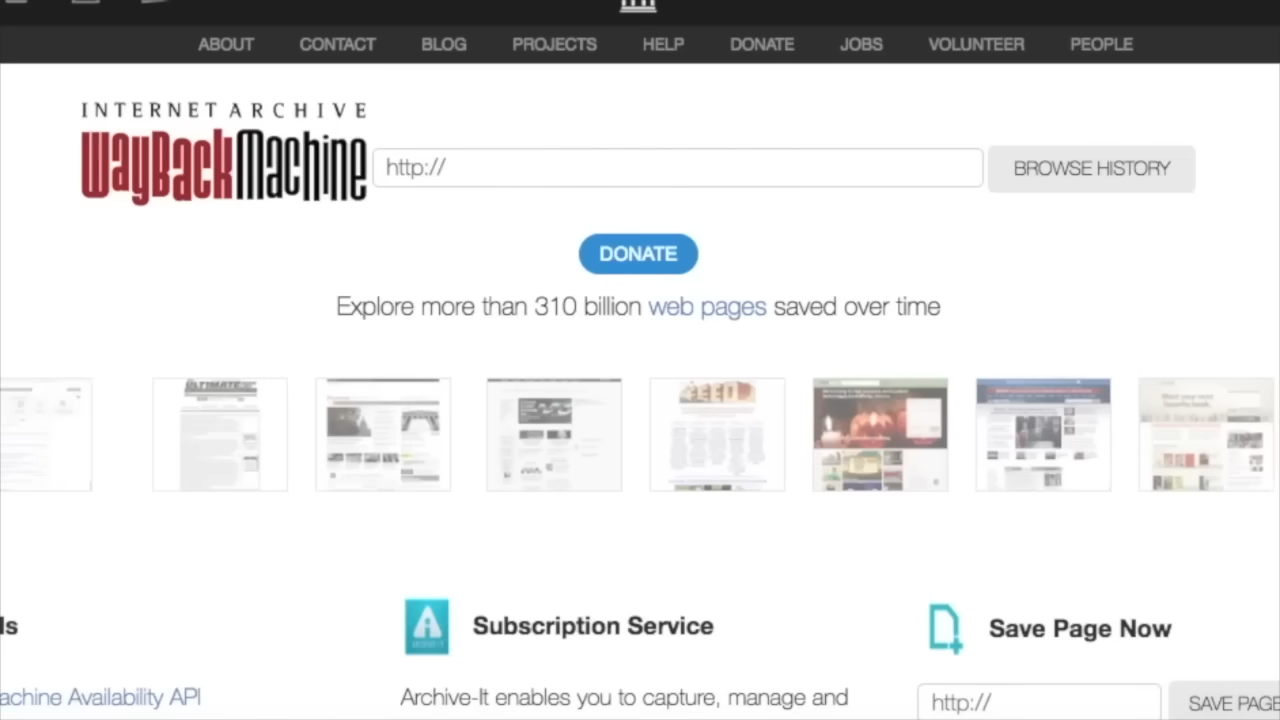 ABOUT CONTACT BLOG PROJECTS HELP DONATE JOBS VOLUNTEER PEOPLE
INTERNET ARCHIVE
WayBackMachine
http://
BROWSE HISTORY
DONATE
Explore more than 310 billion web pages saved over time
ULTIMATE
ls
Subscription Service
Save Page Now
achine Availability API
Archive-It enables you to capture, manage and
http://
SAVE PAGE